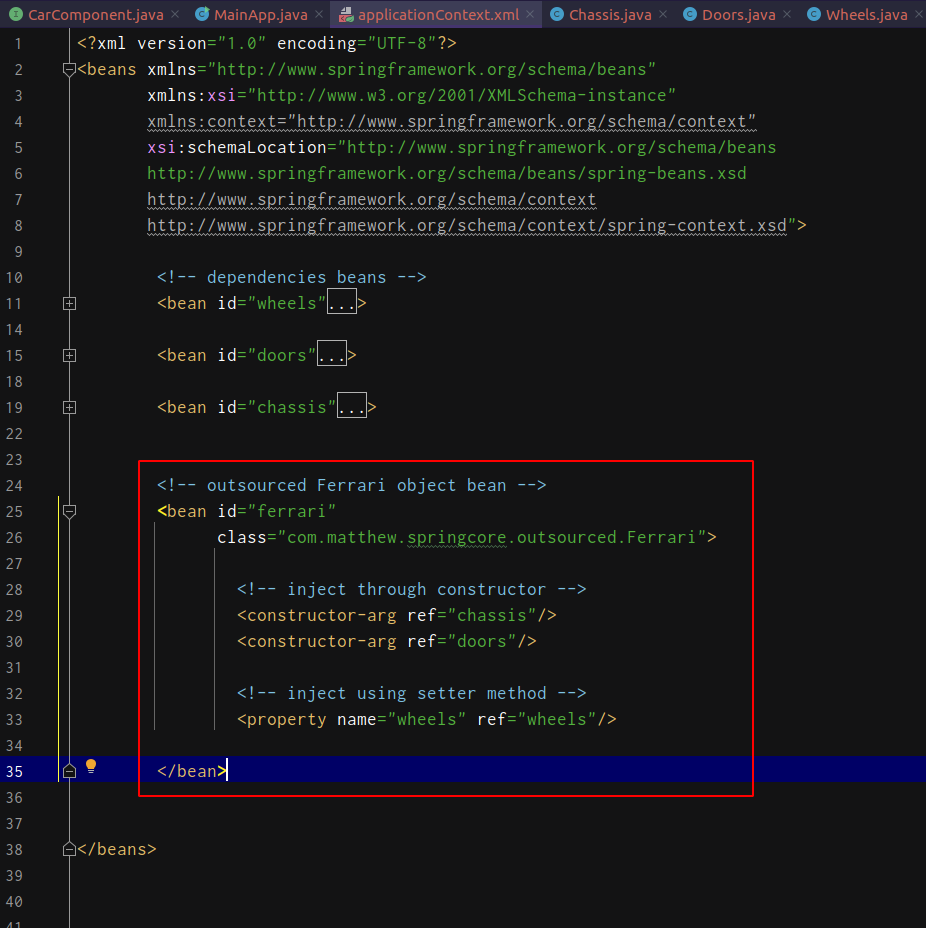 CarComponent.java × MainApp.java × applicationContext.xml × Chassis.java × Doors.java × Wheels.java ×
1 <?xml version="1.0" encoding="UTF-8"?>
2 <beans xmlns="http://www.springframework.org/schema/beans"
3 xmlns:xsi="http://www.w3.org/2001/XMLSchema-instance"
4 xmlns:context="http://www.springframework.org/schema/context"
5 xsi:schemaLocation="http://www.springframework.org/schema/beans
6 http://www.springframework.org/schema/beans/spring-beans.xsd
7 http://www.springframework.org/schema/context
8 http://www.springframework.org/schema/context/spring-context.xsd">
9
10 <!-- dependencies beans -->
11 <bean id="wheels"...>
14
15 <bean id="doors"...>
18
19 <bean id="chassis"...>
22
23
24 <!-- outsourced Ferrari object bean -->
25 <bean id="ferrari"
26 class="com.matthew.springcore.outsourced.Ferrari">
27
28 <!-- inject through constructor -->
29 <constructor-arg ref="chassis"/>
30 <constructor-arg ref="doors"/>
31
32 <!-- inject using setter method -->
33 <property name="wheels" ref="wheels"/>
34
35 </bean>
36
37
38 </beans>
39
40
41